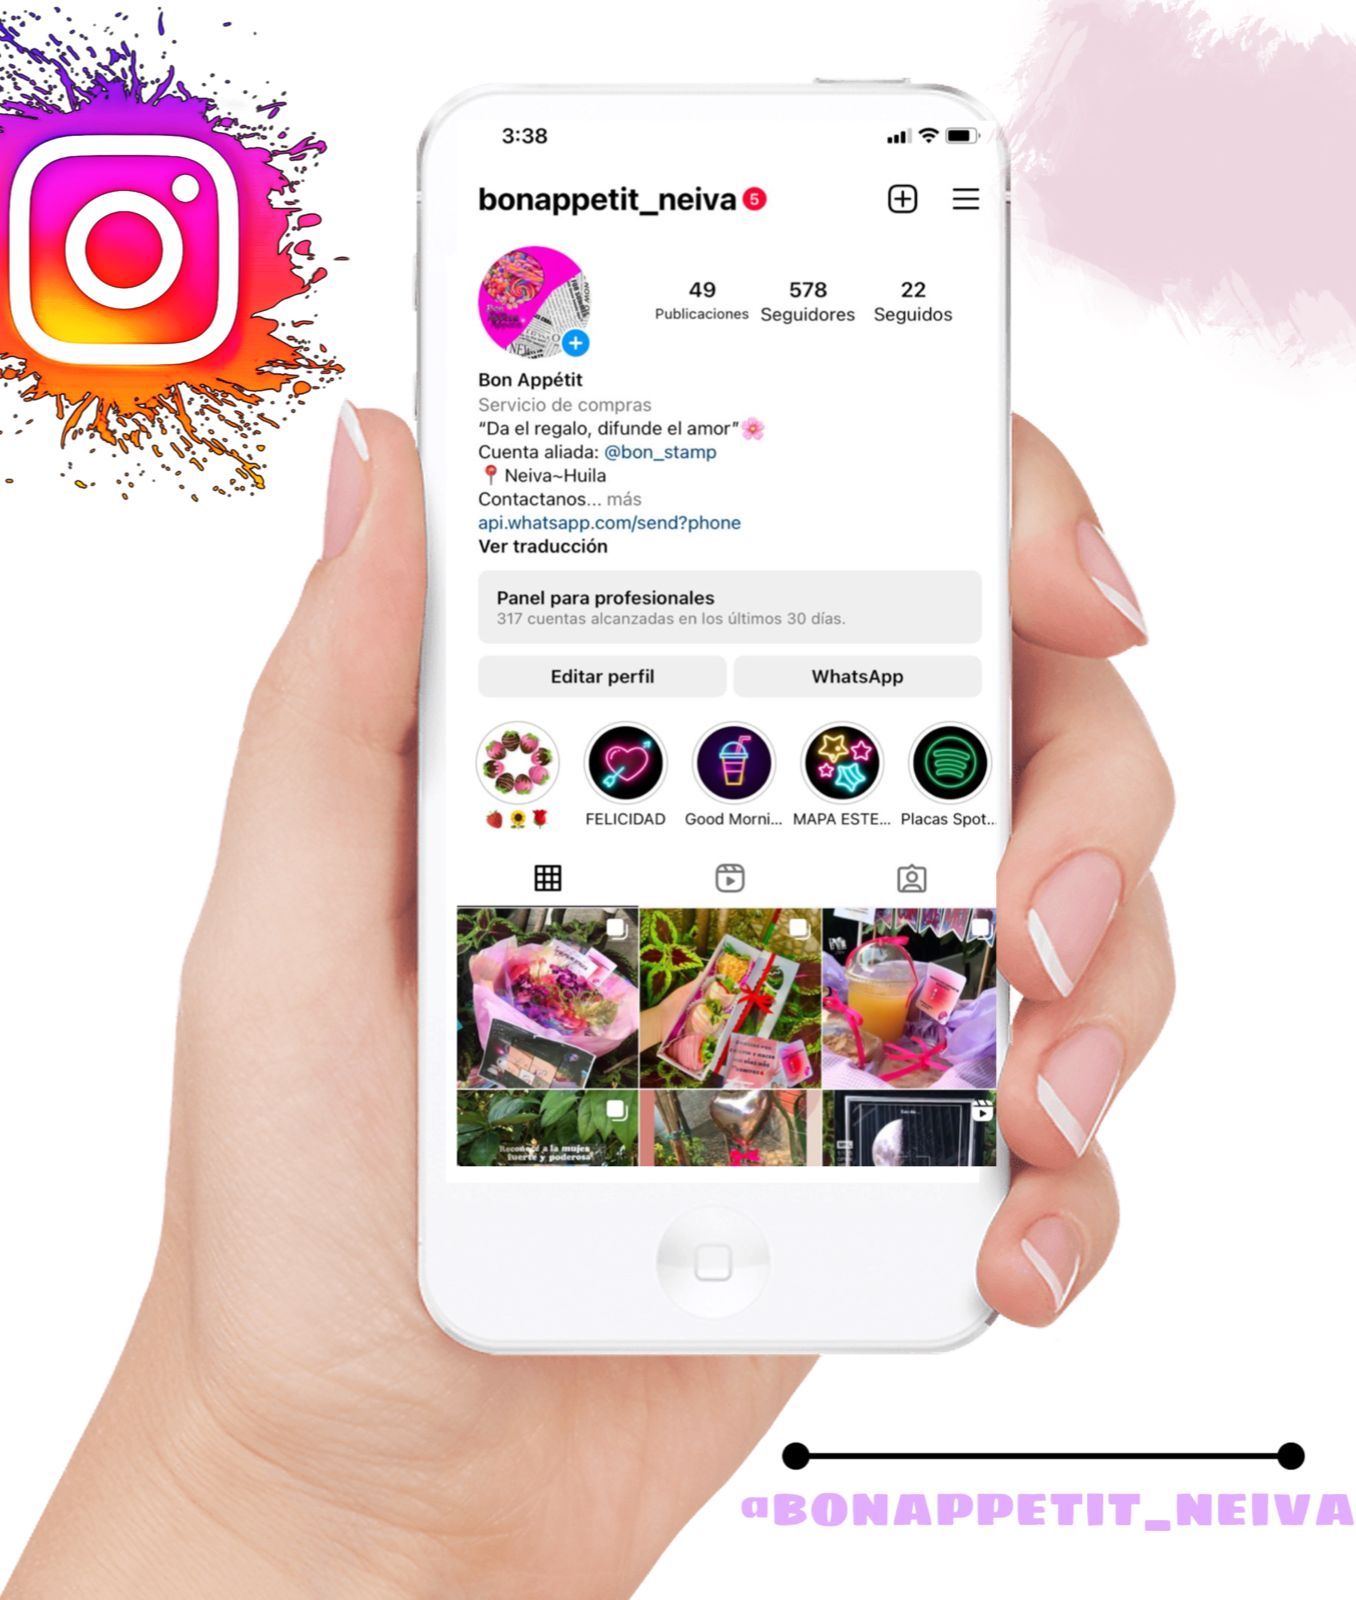 3:38
bonappetit_neiva 5
49 578 22
Publicaciones Seguidores Seguidos
Bon Appétit
Servicio de compras
“Da el regalo, difunde el amor”🌸
Cuenta aliada: @bon_stamp
📍 Neiva~Huila
Contactanos... más
api.whatsapp.com/send?phone
Ver traducción
Panel para profesionales
317 cuentas alcanzadas en los últimos 30 días.
Editar perfil WhatsApp
🍓🌻🌹 FELICIDAD Good Morni... MAPA ESTE... Placas Spot...
Reconoce a la mujer
fuerte y poderosa
@BONAPPETIT_NEIVA